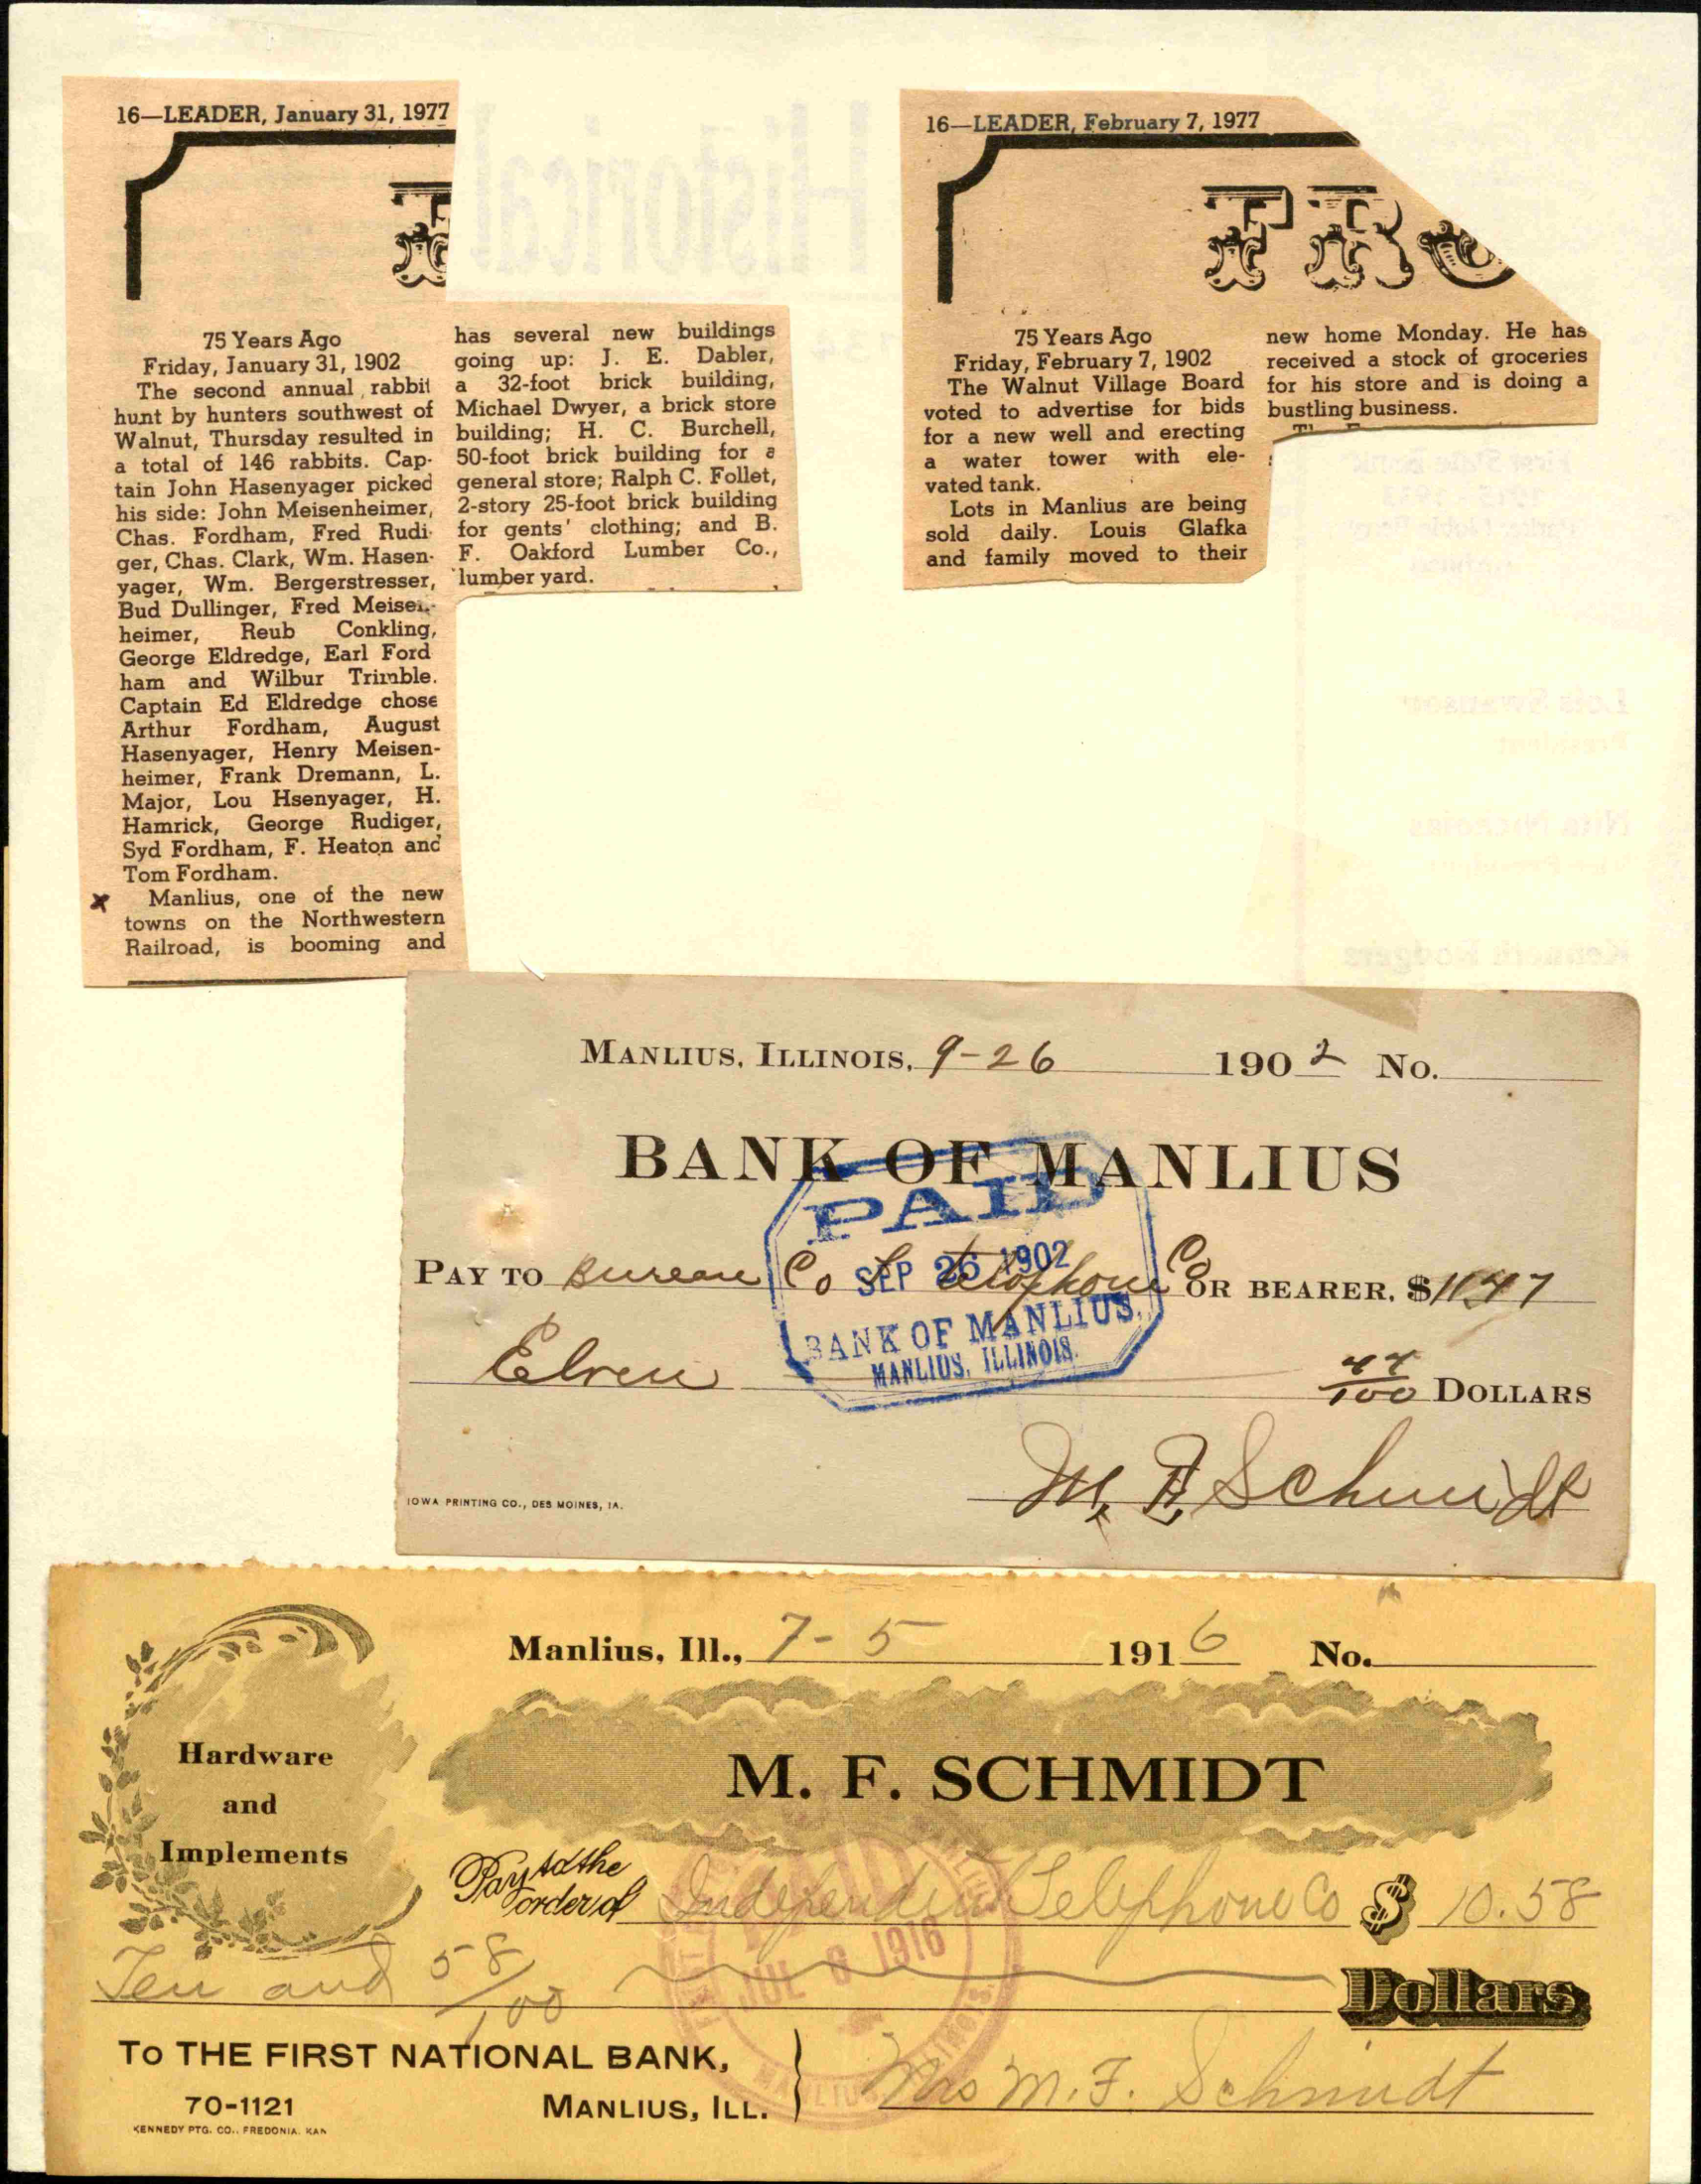 16—LEADER, January 31, 1977
F
75 Years Ago
Friday, January 31, 1902
The second annual rabbit
hunt by hunters southwest of
Walnut, Thursday resulted in
a total of 146 rabbits. Cap-
tain John Hasenyager picked
his side: John Meisenheimer,
Chas. Fordham, Fred Rudi-
ger, Chas. Clark, Wm. Hasen-
yager, Wm. Bergerstresser,
Bud Dullinger, Fred Meisen-
heimer, Reub Conkling,
George Eldredge, Earl Ford
ham and Wilbur Trimble.
Captain Ed Eldredge chose
Arthur Fordham, August
Hasenyager, Henry Meisen-
heimer, Frank Dremann, L.
Major, Lou Hsenyager, H.
Hamrick, George Rudiger,
Syd Fordham, F. Heaton and
Tom Fordham.
x Manlius, one of the new
towns on the Northwestern
Railroad, is booming and
has several new buildings
going up: J. E. Dabler,
a 32-foot brick building,
Michael Dwyer, a brick store
building; H. C. Burchell,
50-foot brick building for a
general store; Ralph C. Follet,
2-story 25-foot brick building
for gents' clothing; and B.
F. Oakford Lumber Co.,
lumber yard.
16—LEADER, February 7, 1977
FRO
75 Years Ago
Friday, February 7, 1902
The Walnut Village Board
voted to advertise for bids
for a new well and erecting
a water tower with ele-
vated tank.
Lots in Manlius are being
sold daily. Louis Glafka
and family moved to their
new home Monday. He has
received a stock of groceries
for his store and is doing a
bustling business.
MANLIUS, ILLINOIS, 9-26 1902 No.
BANK OF MANLIUS
PAID
SEP 26 1902
BANK OF MANLIUS,
MANLIUS, ILLINOIS.
PAY TO Bureau Co Telephone Co OR BEARER, $11.47
Eleven 47/100 DOLLARS
M. F. Schmidt
IOWA PRINTING CO., DES MOINES, IA.
Manlius, Ill., 7-5 1916 No.
Hardware
and
Implements
M. F. SCHMIDT
Pay to the
order of Independent Telephone Co $ 10.58
Ten and 58/100 Dollars
PAID
JUL 8 1916
MANLIUS, ILLINOIS
To THE FIRST NATIONAL BANK,
70-1121 MANLIUS, ILL.
Mrs M. F. Schmidt
KENNEDY PTG. CO., FREDONIA, KAN